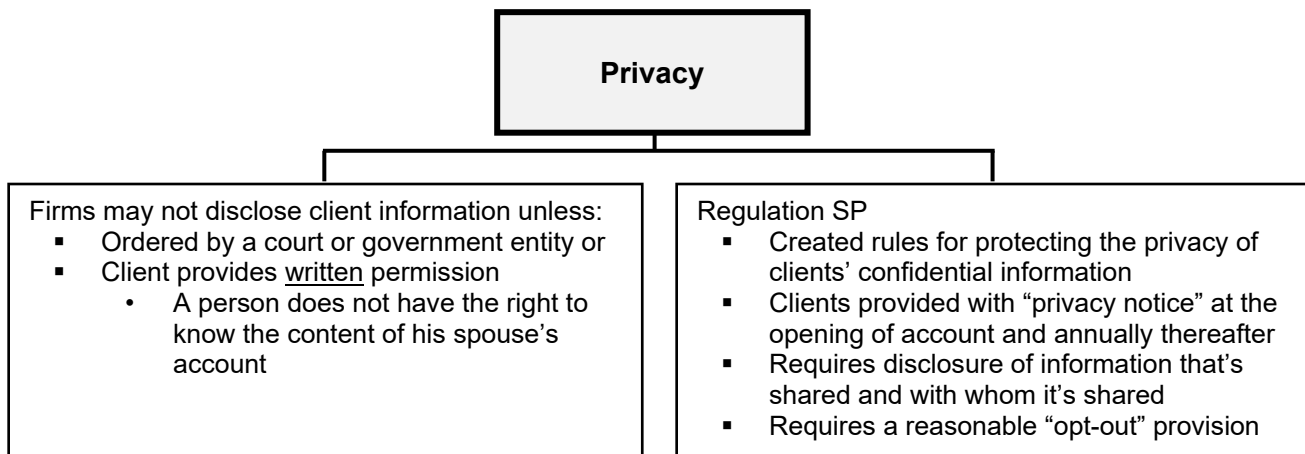 Privacy
Firms may not disclose client information unless:
▪ Ordered by a court or government entity or
▪ Client provides written permission
• A person does not have the right to
know the content of his spouse’s
account
Regulation SP
▪ Created rules for protecting the privacy of
clients’ confidential information
▪ Clients provided with “privacy notice” at the
opening of account and annually thereafter
▪ Requires disclosure of information that’s
shared and with whom it’s shared
▪ Requires a reasonable “opt-out” provision